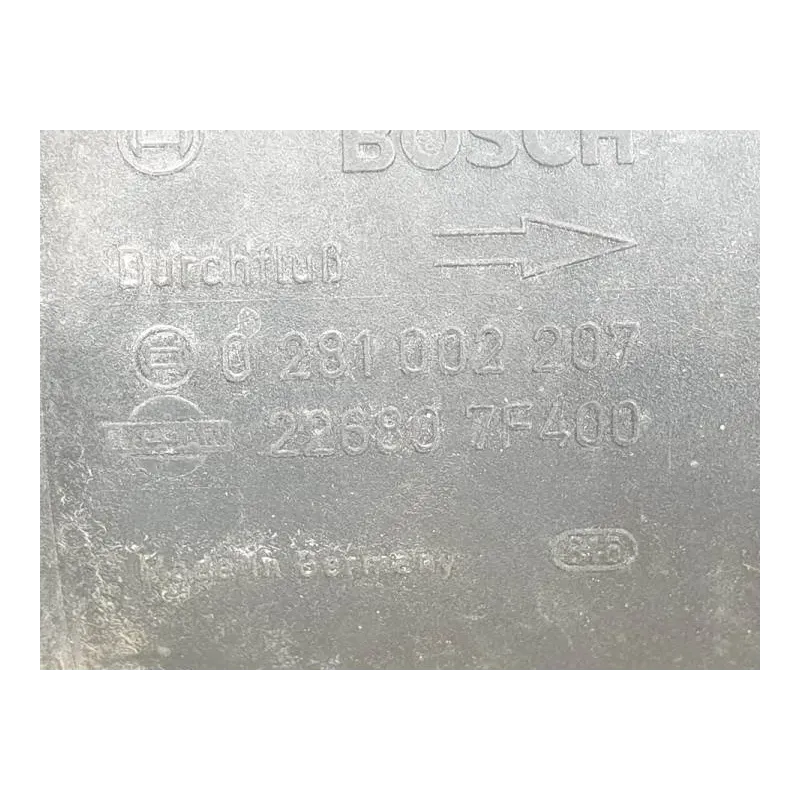 BOSCH
Durchfluß
0 281 002 207
NISSAN 22680 7F400
Made in Germany